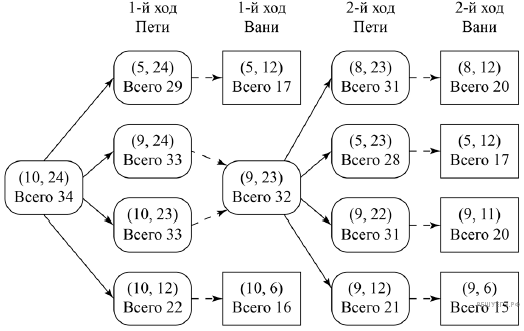 1-й ход
Пети
1-й ход
Вани
2-й ход
Пети
2-й ход
Вани
(10, 24)
Всего 34
(5, 24)
Всего 29
(9, 24)
Всего 33
(10, 23)
Всего 33
(10, 12)
Всего 22
(5, 12)
Всего 17
(9, 23)
Всего 32
(10, 6)
Всего 16
(8, 23)
Всего 31
(5, 23)
Всего 28
(9, 22)
Всего 31
(9, 12)
Всего 21
(8, 12)
Всего 20
(5, 12)
Всего 17
(9, 11)
Всего 20
(9, 6)
Всего 15